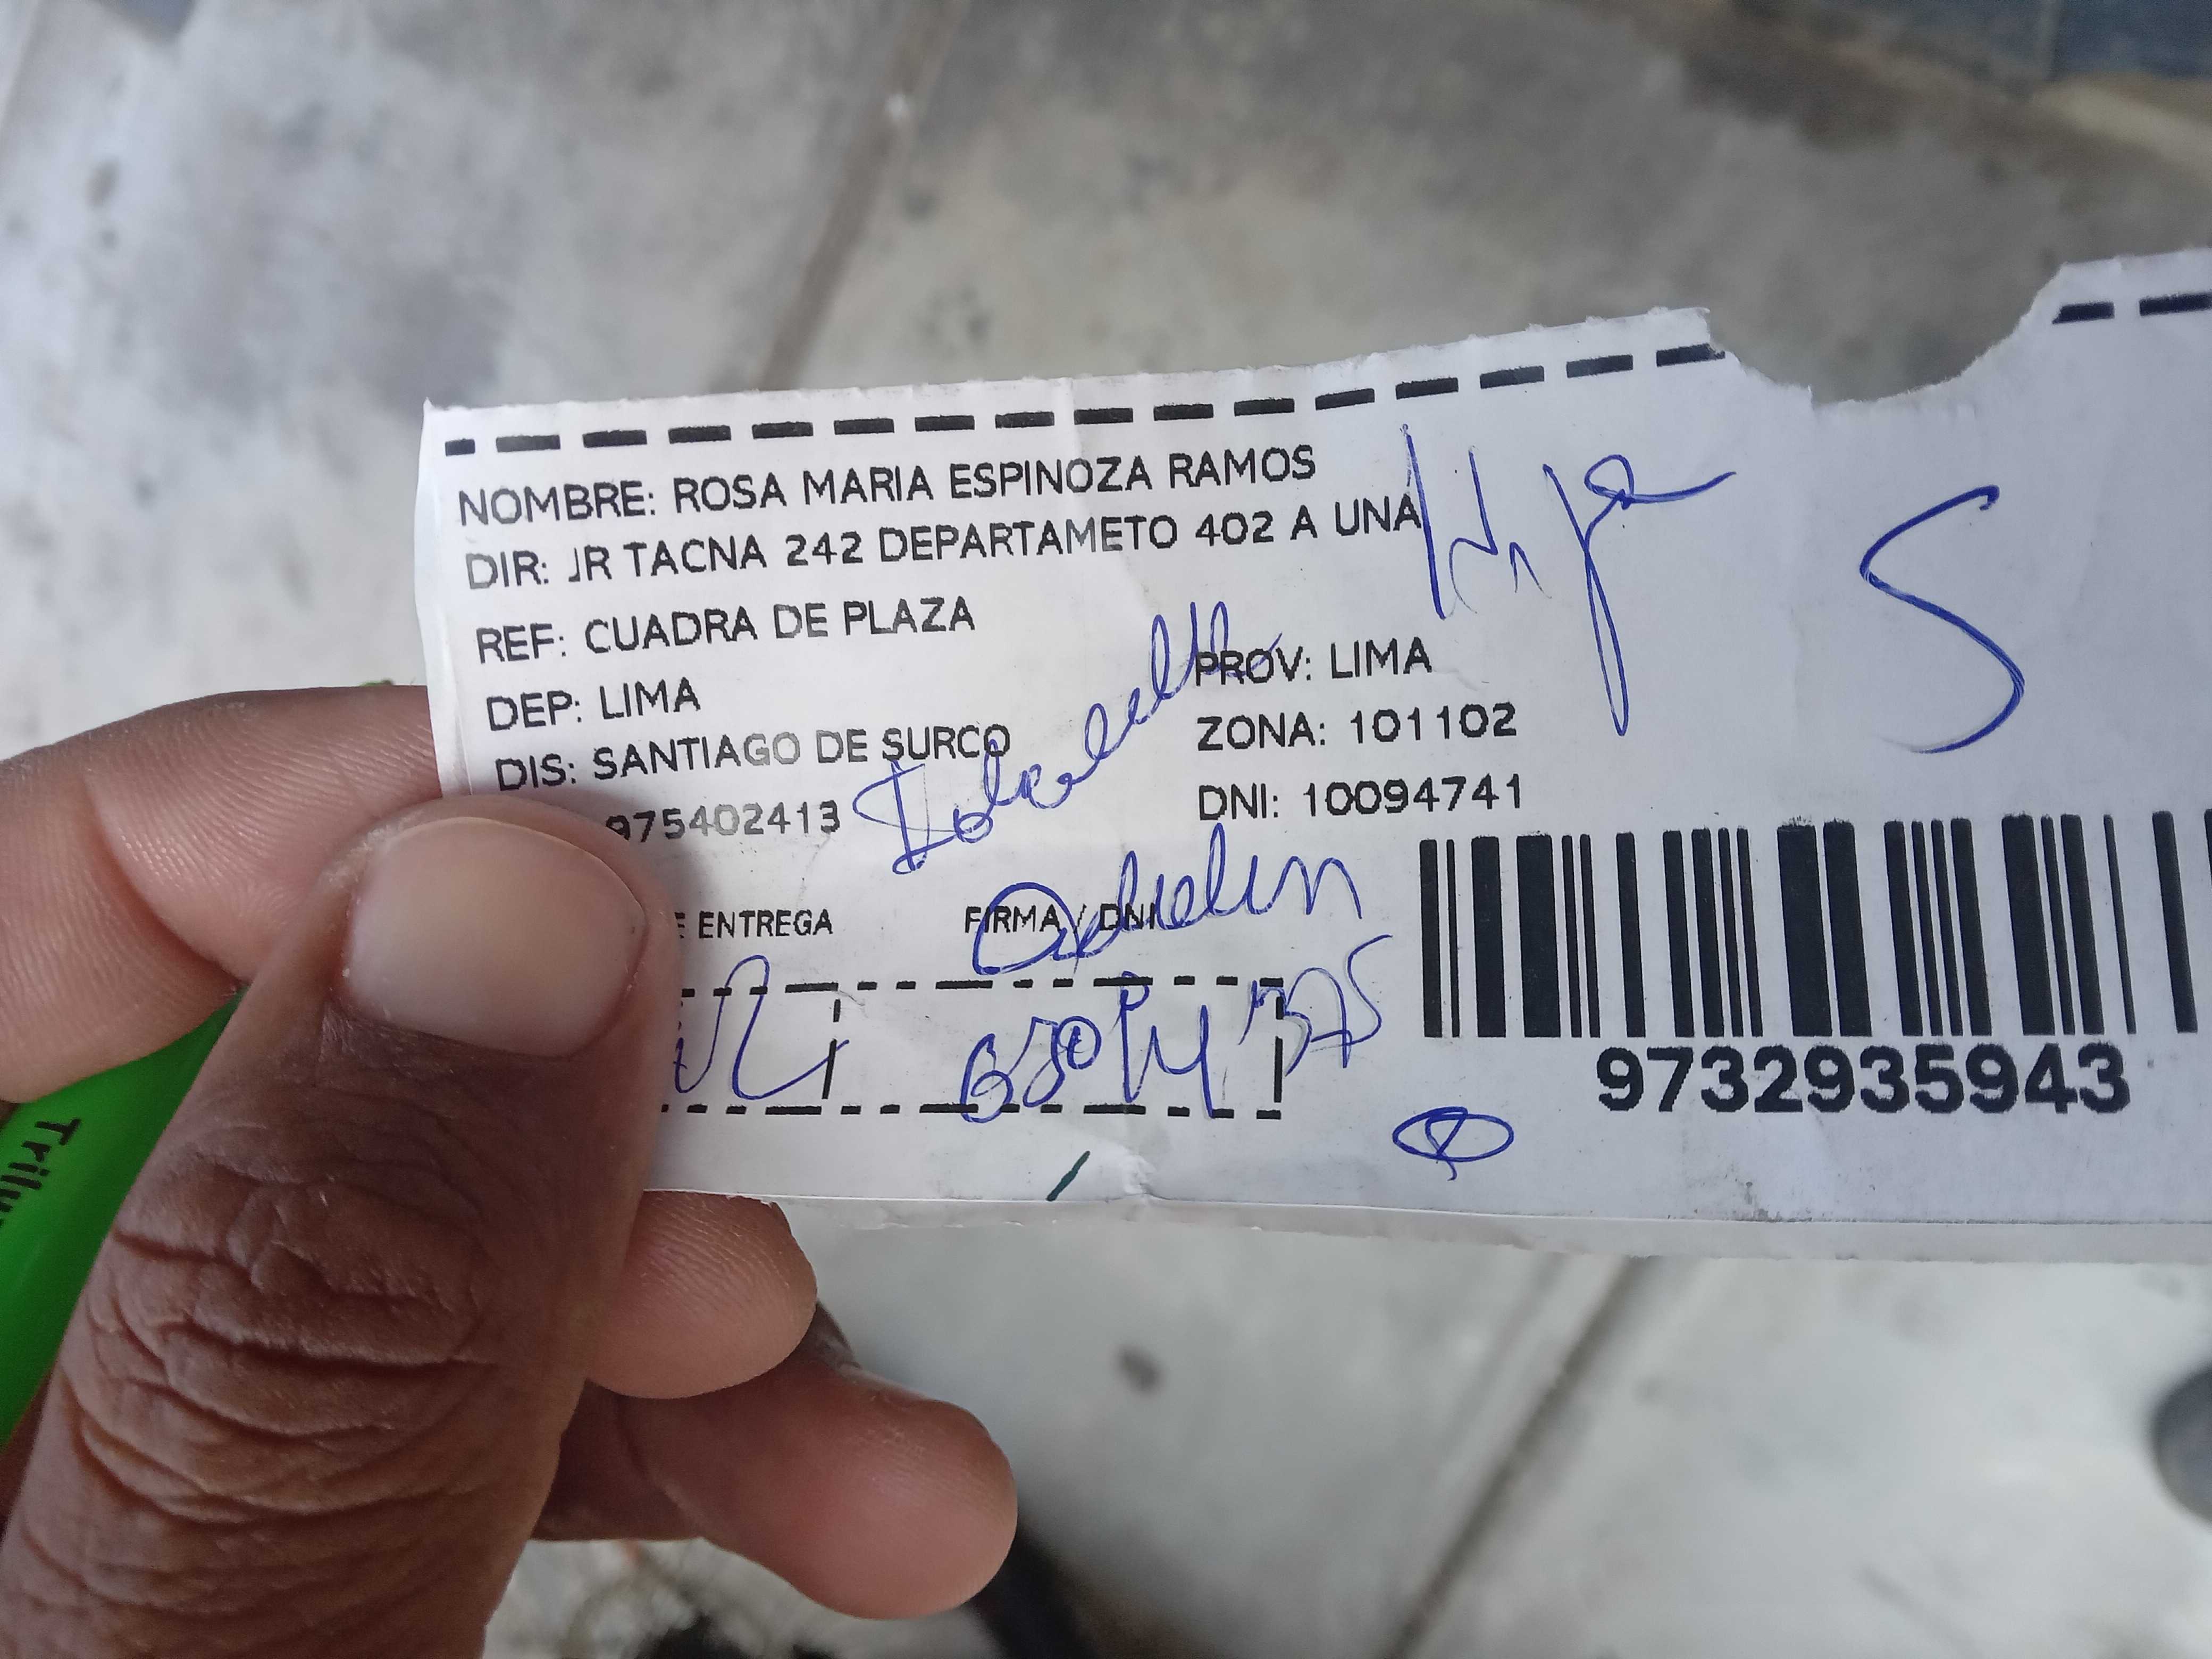 NOMBRE: ROSA MARIA ESPINOZA RAMOS
DIR: JR TACNA 242 DEPARTAMETO 402 A UNA
Hija
S
REF: CUADRA DE PLAZA
DEP: LIMA
PROV: LIMA
DIS: SANTIAGO DE SURCO
ZONA: 101102
975402413
DNI: 10094741
E ENTREGA
FIRMA / DNI
9732935943